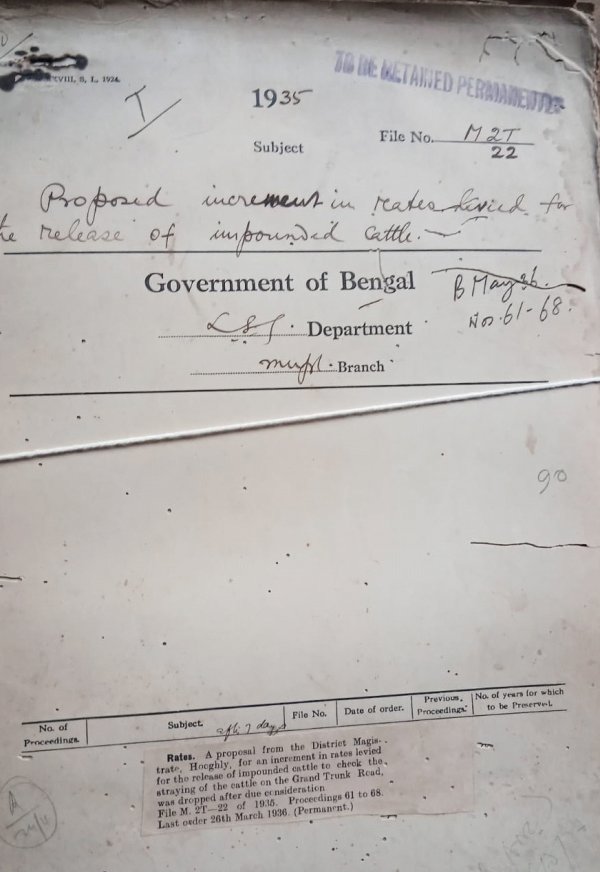 VIII, S, I., 1924.
TO BE RETAINED PERMANENTLY
I
1935
Subject
File No. M 2T
22
Proposed increment in rates levied for
the release of impounded cattle.
Government of Bengal
B May 36.
Nos. 61-68.
LSG. Department
Munpl. Branch
90
No. of
Proceedings.
Subject.
File No.
Date of order.
Previous
Proceedings.
No. of years for which
to be Preserved.
Rates. A proposal from the District Magis-
trate, Hooghly, for an increment in rates levied
for the release of impounded cattle to check the
straying of the cattle on the Grand Trunk Road,
was dropped after due consideration
File M. 2T—22 of 1935. Proceedings 61 to 68.
Last order 26th March 1936. (Permanent.)